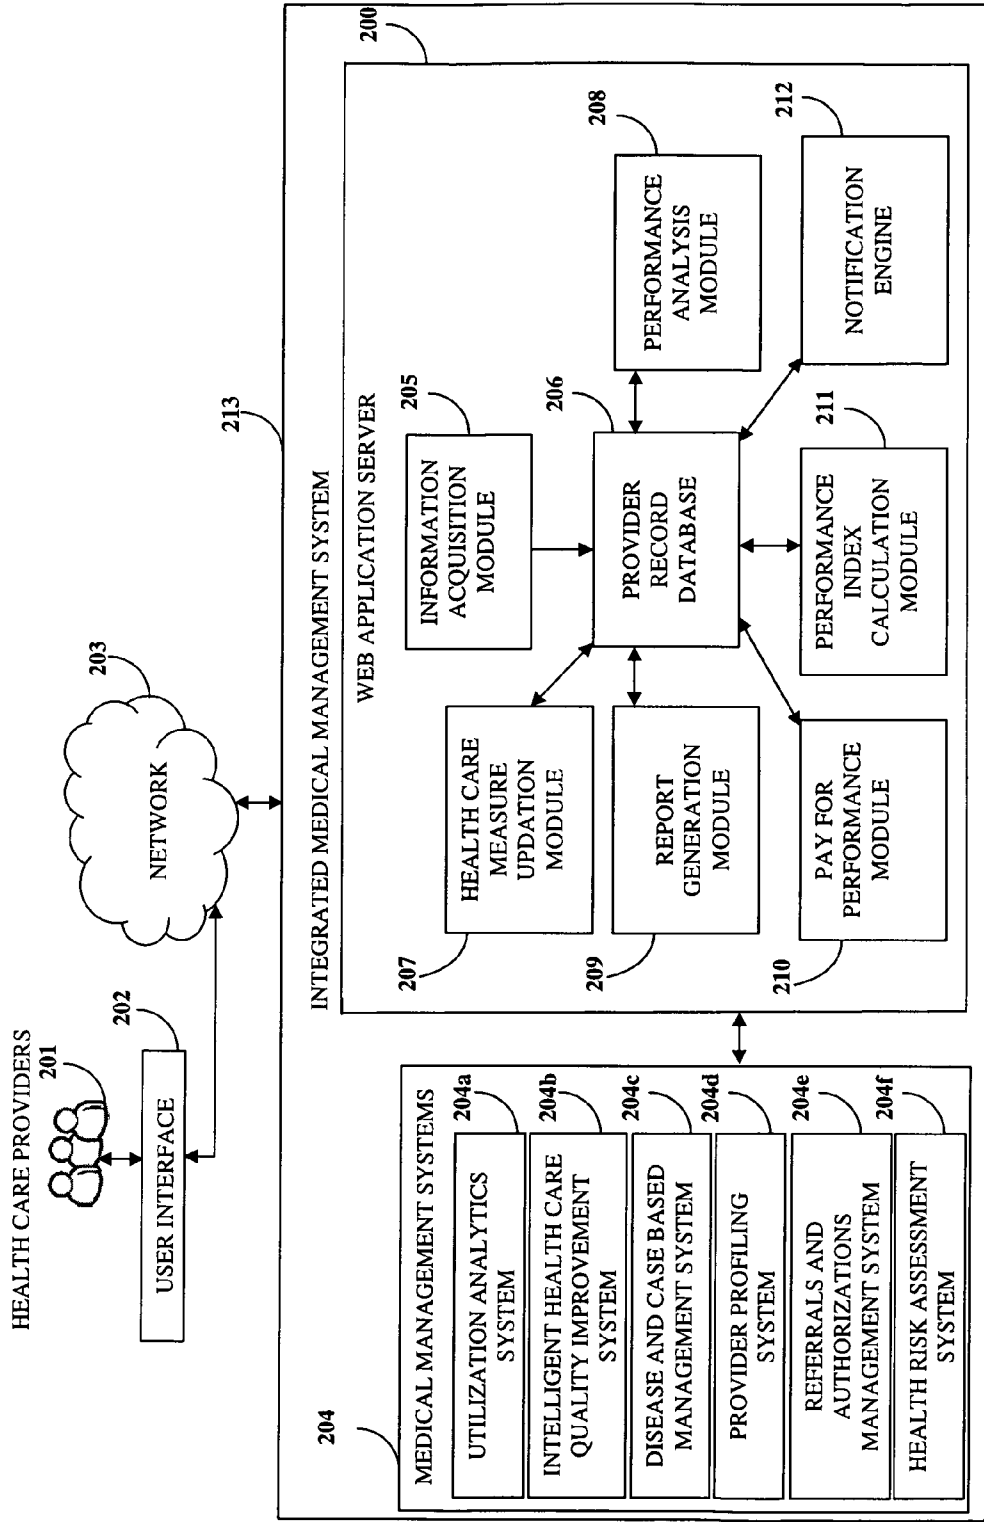 HEALTH CARE PROVIDERS
201
202
USER INTERFACE
203
NETWORK
213
INTEGRATED MEDICAL MANAGEMENT SYSTEM
204
MEDICAL MANAGEMENT SYSTEMS
UTILIZATION ANALYTICS
SYSTEM
204a
INTELLIGENT HEALTH CARE
QUALITY IMPROVEMENT
SYSTEM
204b
DISEASE AND CASE BASED
MANAGEMENT SYSTEM
204c
PROVIDER PROFILING
SYSTEM
204d
REFERRALS AND
AUTHORIZATIONS
MANAGEMENT SYSTEM
204e
HEALTH RISK ASSESSMENT
SYSTEM
204f
WEB APPLICATION SERVER
200
207
HEALTH CARE
MEASURE
UPDATION
MODULE
205
INFORMATION
ACQUISITION
MODULE
208
PERFORMANCE
ANALYSIS
MODULE
209
REPORT
GENERATION
MODULE
206
PROVIDER
RECORD
DATABASE
210
PAY FOR
PERFORMANCE
MODULE
211
PERFORMANCE
INDEX
CALCULATION
MODULE
212
NOTIFICATION
ENGINE